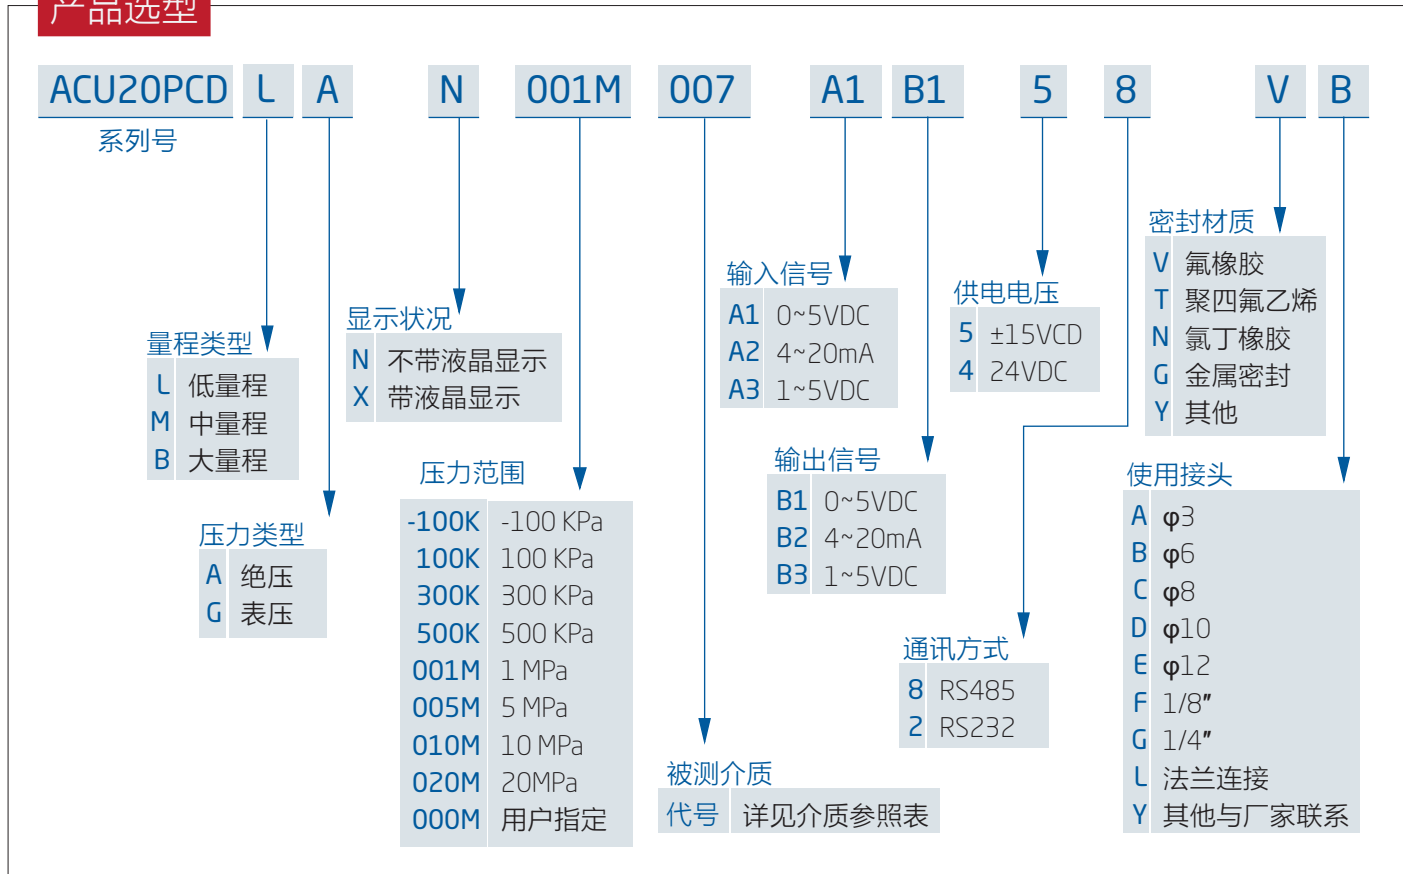 产品选型
ACU20PCD L A N 001M 007 A1 B1 5 8 V B
系列号
量程类型
L 低量程
M 中量程
B 大量程
压力类型
A 绝压
G 表压
显示状况
N 不带液晶显示
X 带液晶显示
压力范围
-100K -100 KPa
100K 100 KPa
300K 300 KPa
500K 500 KPa
001M 1 MPa
005M 5 MPa
010M 10 MPa
020M 20MPa
000M 用户指定
被测介质
代号 详见介质参照表
输入信号
A1 0~5VDC
A2 4~20mA
A3 1~5VDC
输出信号
B1 0~5VDC
B2 4~20mA
B3 1~5VDC
供电电压
5 ±15VCD
4 24VDC
通讯方式
8 RS485
2 RS232
密封材质
V 氟橡胶
T 聚四氟乙烯
N 氯丁橡胶
G 金属密封
Y 其他
使用接头
A φ3
B φ6
C φ8
D φ10
E φ12
F 1/8"
G 1/4"
L 法兰连接
Y 其他与厂家联系